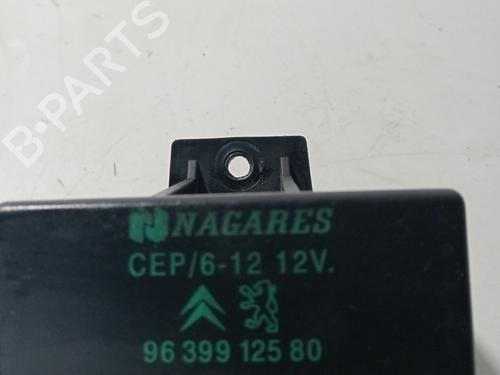 B-PARTS
NAGARES
CEP/6-12 12V.
96 399 125 80